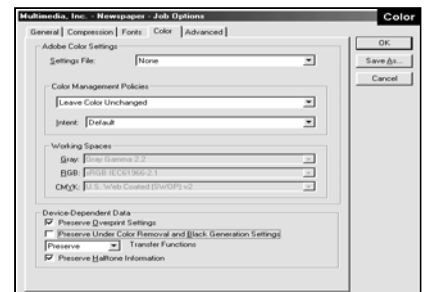 Multimedia, Inc. - Newspaper - Job Options
Color
General Compression Fonts Color Advanced
OK
Save As...
Cancel
Adobe Color Settings
Settings File: None
Color Management Policies
Leave Color Unchanged
Intent: Default
Working Spaces
Gray: Gray Gamma 2.2
RGB: sRGB IEC61966-2.1
CMYK: U.S. Web Coated (SWOP) v2
Device-Dependent Data
Preserve Overprint Settings
Preserve Under Color Removal and Black Generation Settings
Preserve Transfer Functions
Preserve Halftone Information